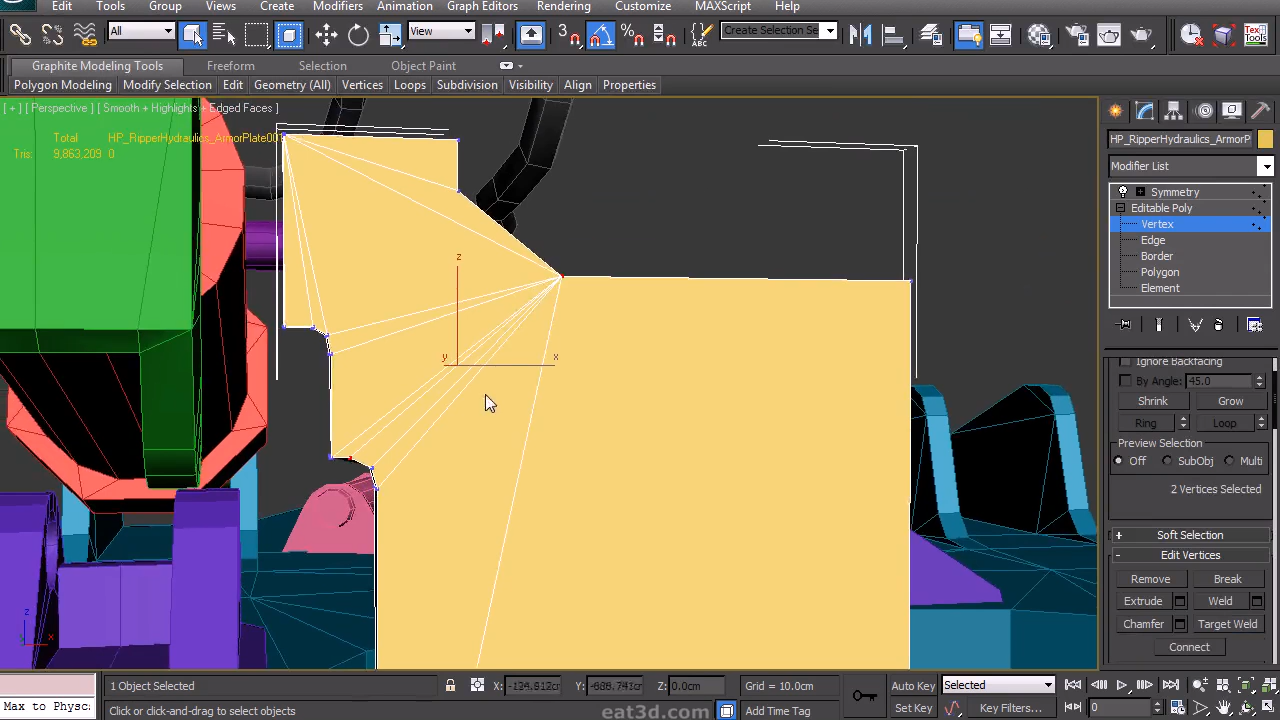 Edit Tools Group Views Create Modifiers Animation Graph Editors Rendering Customize MAXScript Help
All View 3 Create Selection Se
Graphite Modeling Tools Freeform Selection Object Paint
Polygon Modeling Modify Selection Edit Geometry (All) Vertices Loops Subdivision Visibility Align Properties
[ + ] [ Perspective ] [ Smooth + Highlights + Edged Faces ]
Total HP_RipperHydraulics_ArmorPlate00
Tris: 9,863,209 0
HP_RipperHydraulics_ArmorP
Modifier List
Symmetry
Editable Poly
Vertex
Edge
Border
Polygon
Element
Ignore Backfacing
By Angle: 45.0
Shrink Grow
Ring Loop
Preview Selection
Off SubObj Multi
2 Vertices Selected
+ Soft Selection
- Edit Vertices
Remove Break
Extrude Weld
Chamfer Target Weld
Connect
z
y x
z
x
1 Object Selected X: Y: Z: 0.0cm Grid = 10.0cm Auto Key Selected
Max to Physc Click or click-and-drag to select objects eat3d.com Add Time Tag Set Key Key Filters... 0